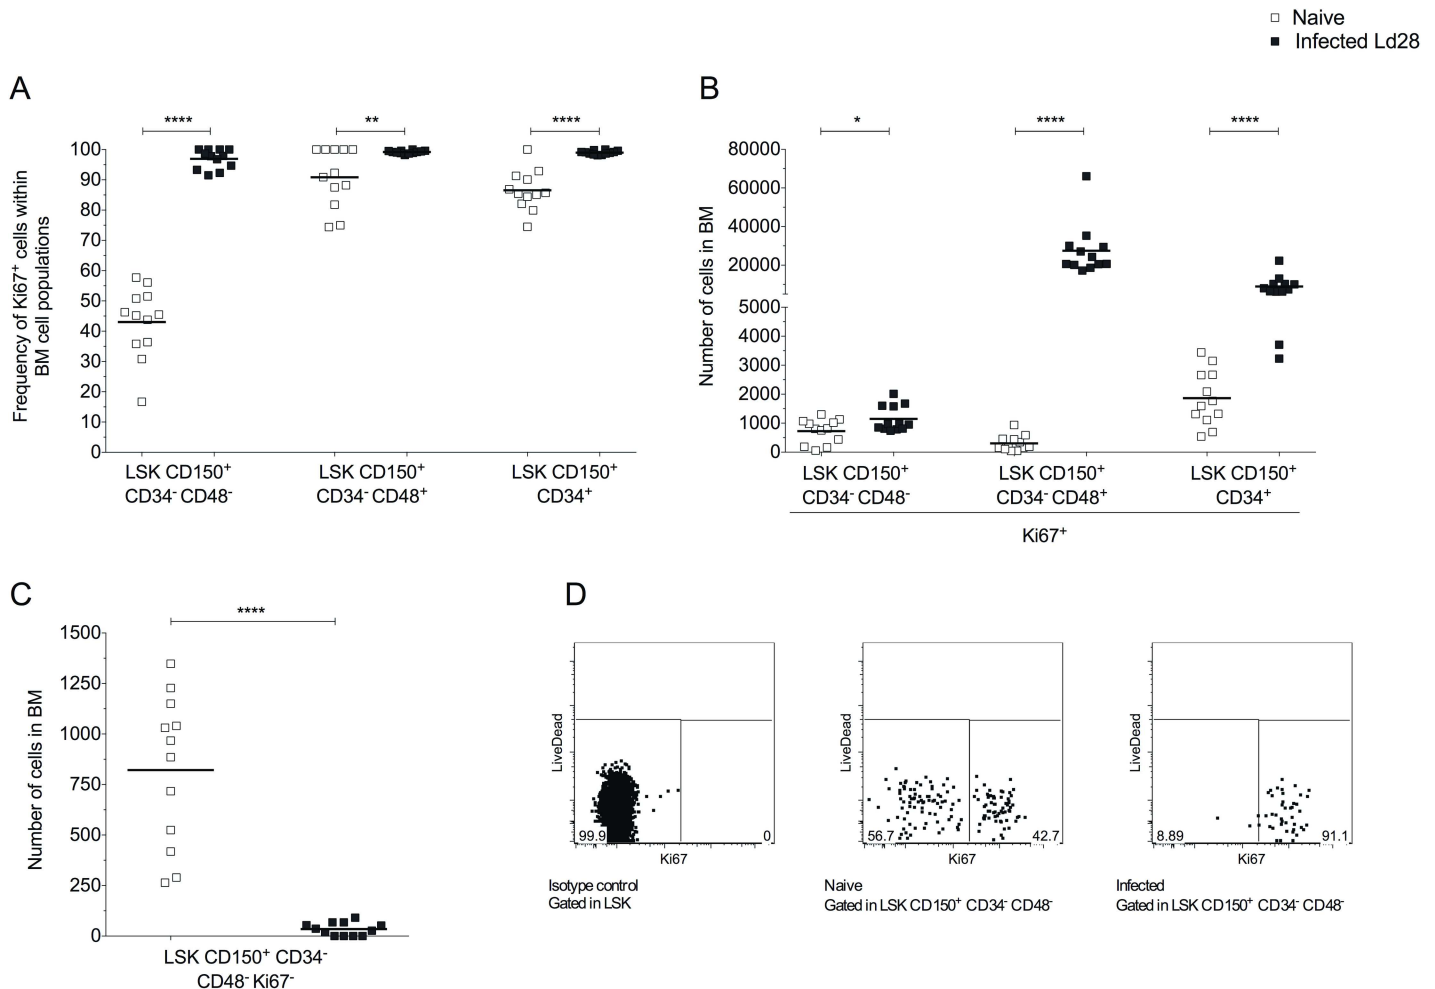 Naive
Infected Ld28
A
Frequency of Ki67⁺ cells within
BM cell populations
****
**
****
100
90
80
70
60
50
40
30
20
10
0
LSK CD150⁺
CD34⁻ CD48⁻
LSK CD150⁺
CD34⁻ CD48⁺
LSK CD150⁺
CD34⁺
B
Number of cells in BM
*
****
****
80000
60000
40000
20000
5000
4000
3000
2000
1000
0
LSK CD150⁺
CD34⁻ CD48⁻
LSK CD150⁺
CD34⁻ CD48⁺
LSK CD150⁺
CD34⁺
Ki67⁺
C
Number of cells in BM
****
1500
1250
1000
750
500
250
0
LSK CD150⁺ CD34⁻
CD48⁻ Ki67⁻
D
LiveDead
99.9
0
Ki67
Isotype control
Gated in LSK
LiveDead
56.7
42.7
Ki67
Naive
Gated in LSK CD150⁺ CD34⁻ CD48⁻
LiveDead
8.89
91.1
Ki67
Infected
Gated in LSK CD150⁺ CD34⁻ CD48⁻